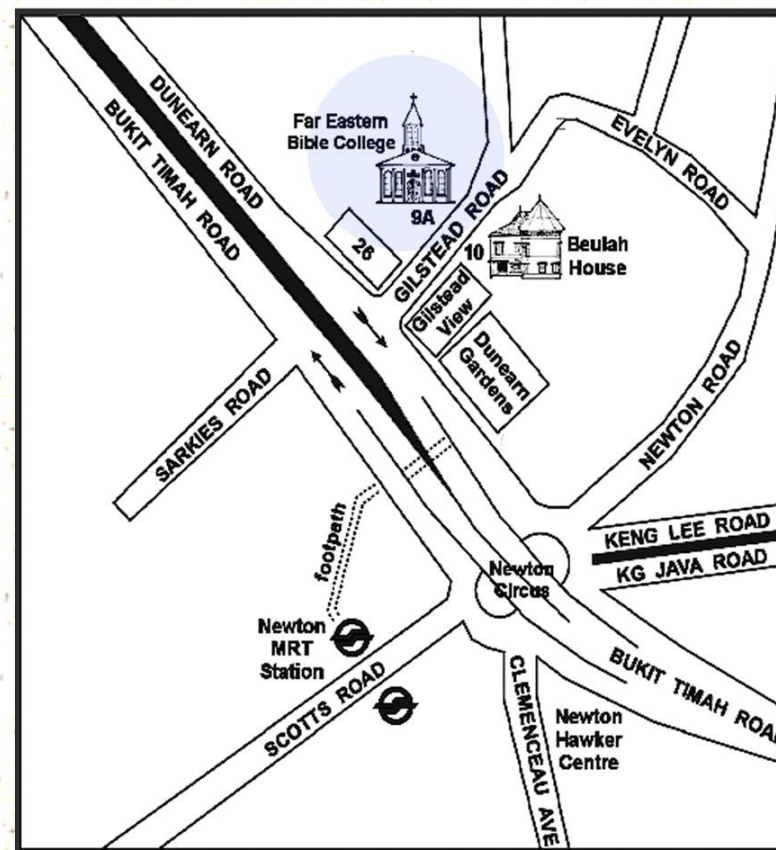 DUNEARN ROAD
BUKIT TIMAH ROAD
Far Eastern
Bible College
9A
26
GILSTEAD ROAD
EVELYN ROAD
10
Beulah
House
Gilstead
View
Dunearn
Gardens
SARKIES ROAD
NEWTON ROAD
footpath
KENG LEE ROAD
KG JAVA ROAD
Newton
Circus
Newton
MRT
Station
SCOTTS ROAD
CLEMENCEAU AVE
BUKIT TIMAH ROAD
Newton
Hawker
Centre